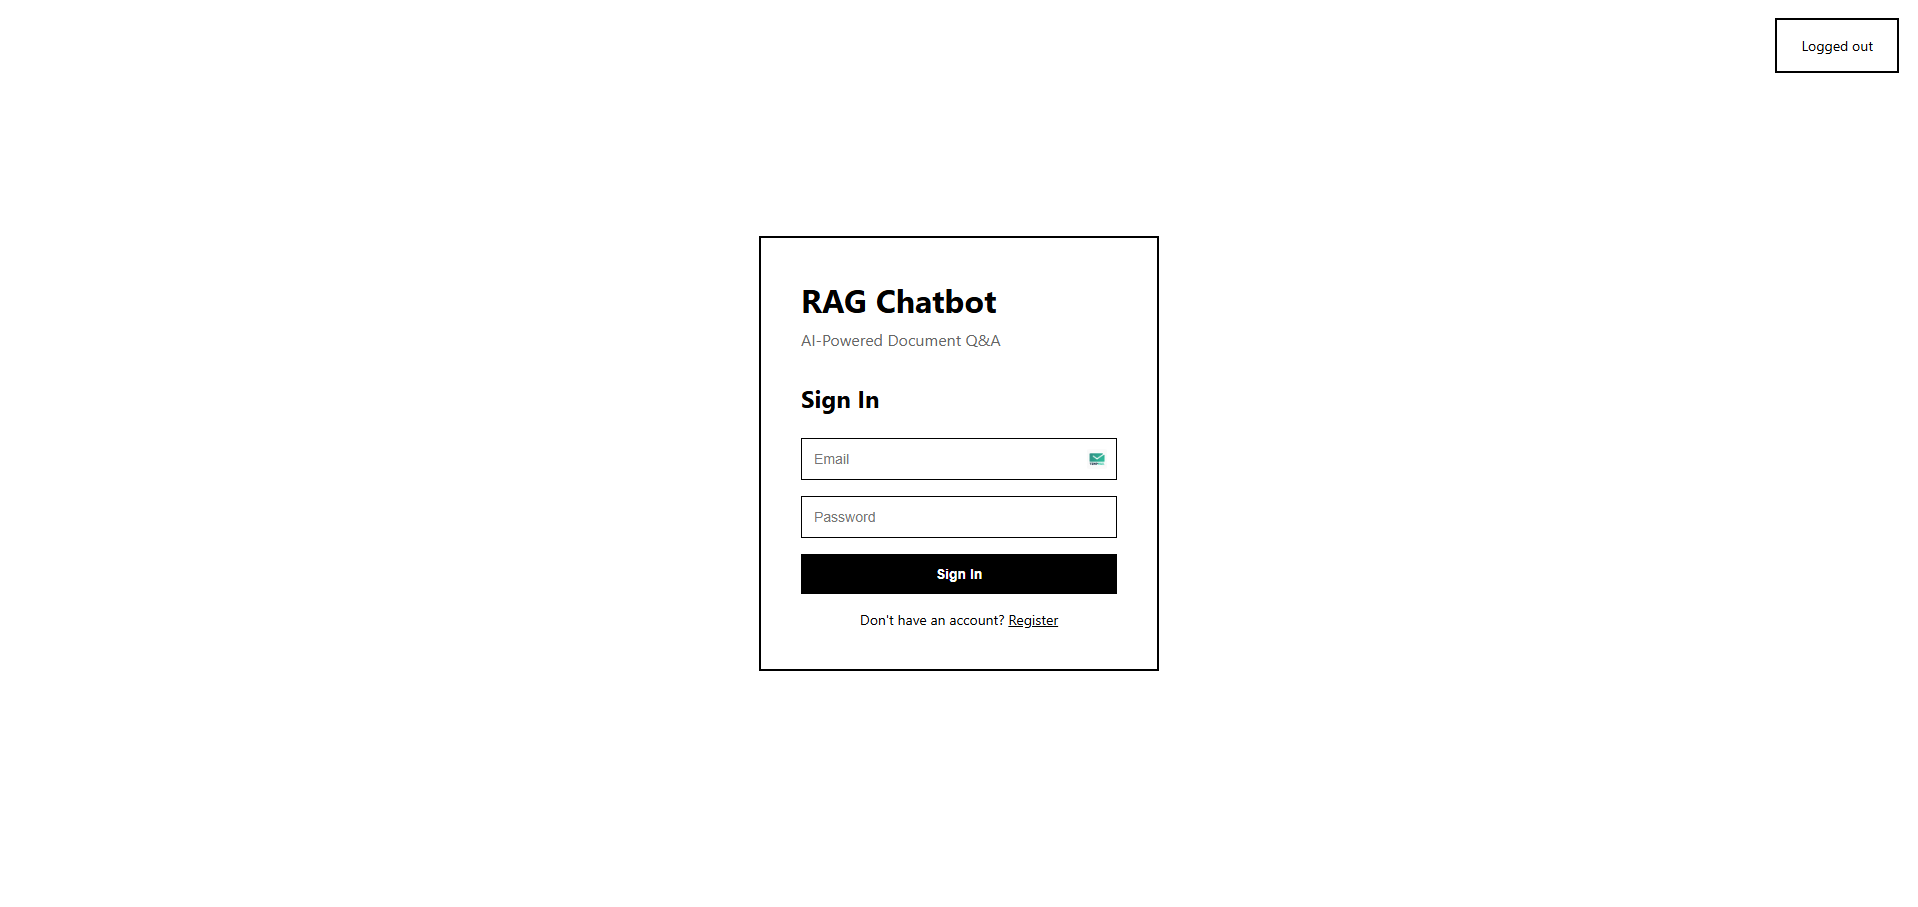 Logged out
RAG Chatbot
AI-Powered Document Q&A
Sign In
Email
Password
Sign In
Don't have an account? Register